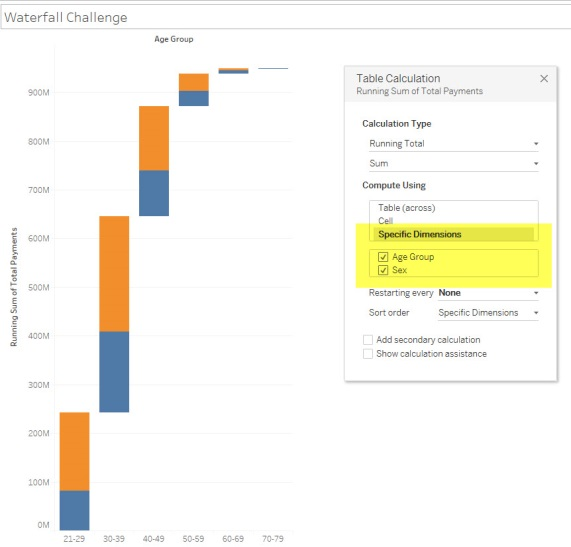 Waterfall Challenge
Age Group
900M
800M
700M
600M
500M
400M
300M
200M
100M
0M
Running Sum of Total Payments
21-29 30-39 40-49 50-59 60-69 70-79
Table Calculation
Running Sum of Total Payments
Calculation Type
Running Total
Sum
Compute Using
Table (across)
Cell
Specific Dimensions
Age Group
Sex
Restarting every None
Sort order Specific Dimensions
Add secondary calculation
Show calculation assistance